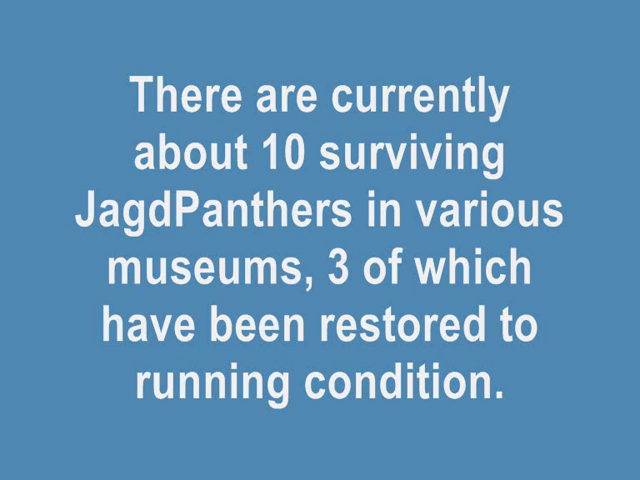 There are currently
about 10 surviving
JagdPanthers in various
museums, 3 of which
have been restored to
running condition.